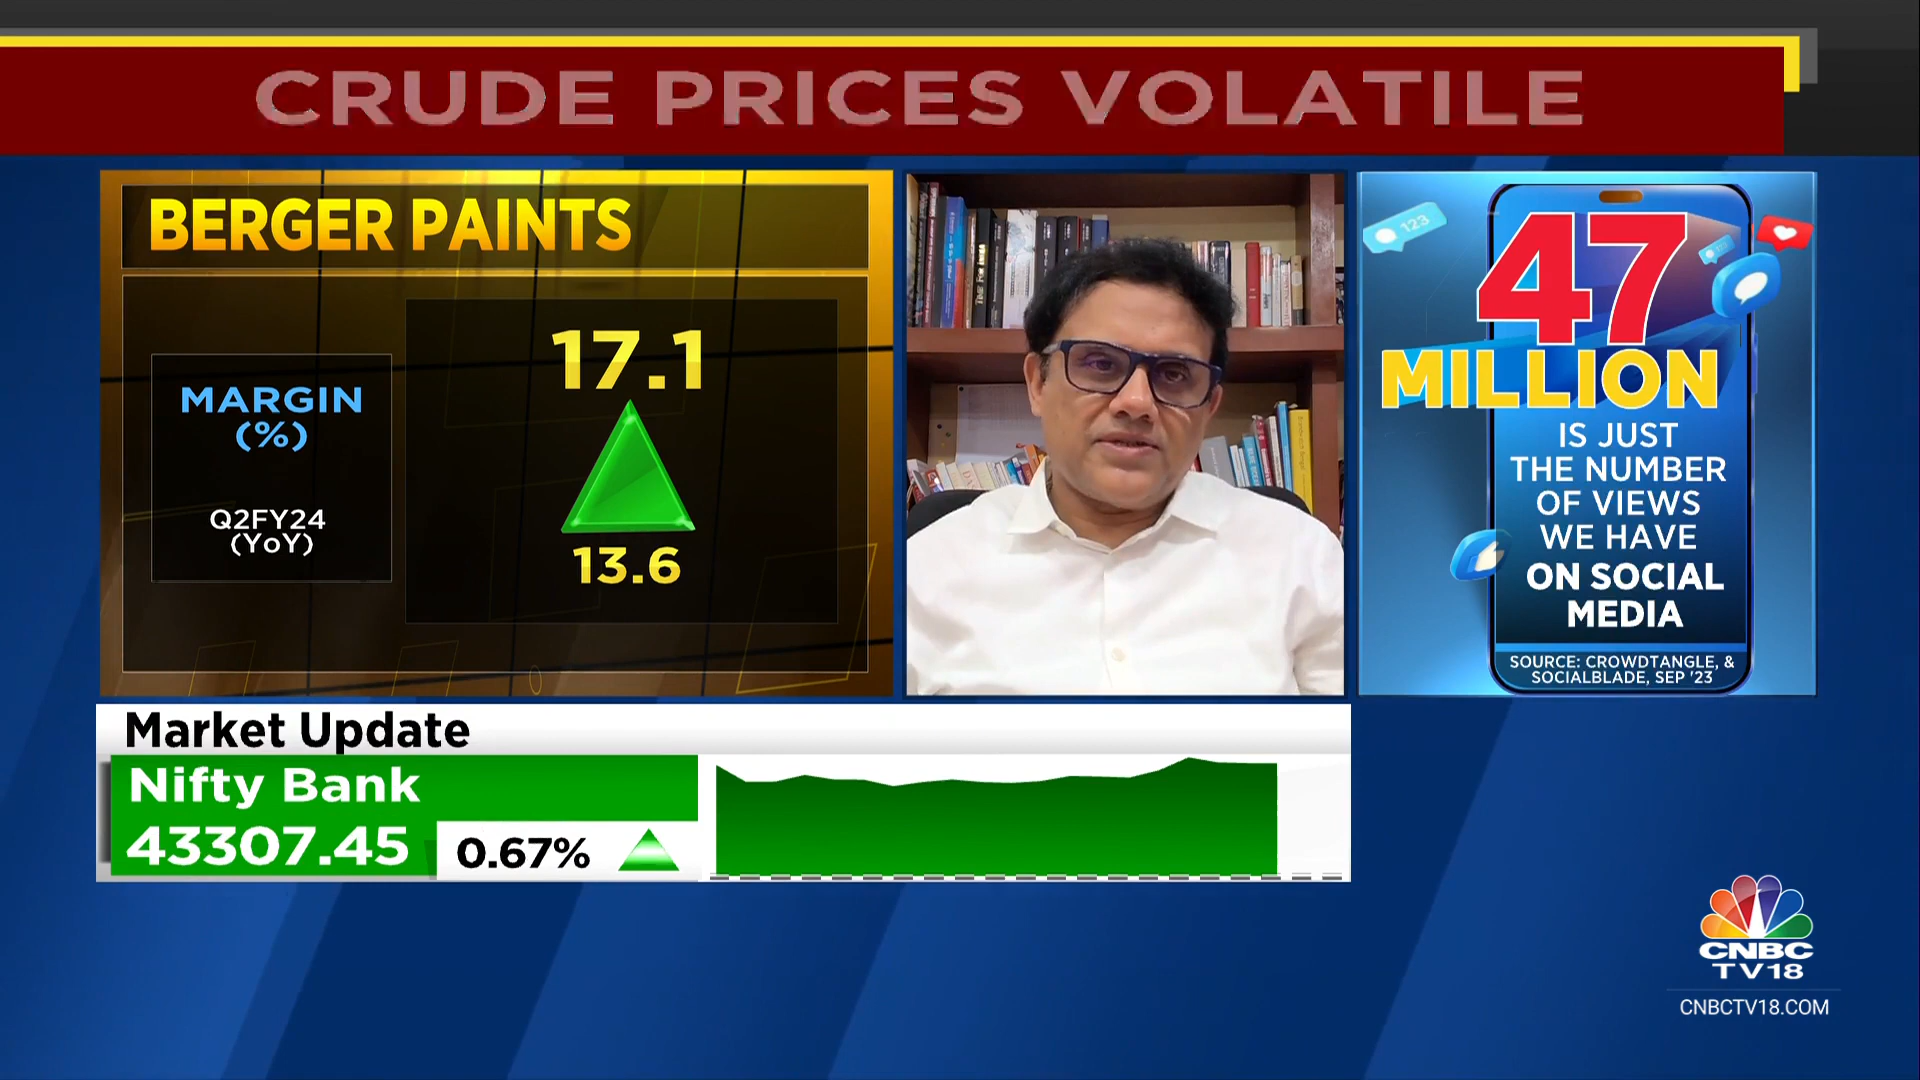 CRUDE PRICES VOLATILE
BERGER PAINTS
MARGIN
(%)
Q2FY24
(YoY)
17.1
13.6
123
47
MILLION
IS JUST
THE NUMBER
OF VIEWS
WE HAVE
ON SOCIAL
MEDIA
SOURCE: CROWDTANGLE, &
SOCIALBLADE, SEP '23
Market Update
Nifty Bank
43307.45
0.67%
CNBC
TV18
CNBCTV18.COM